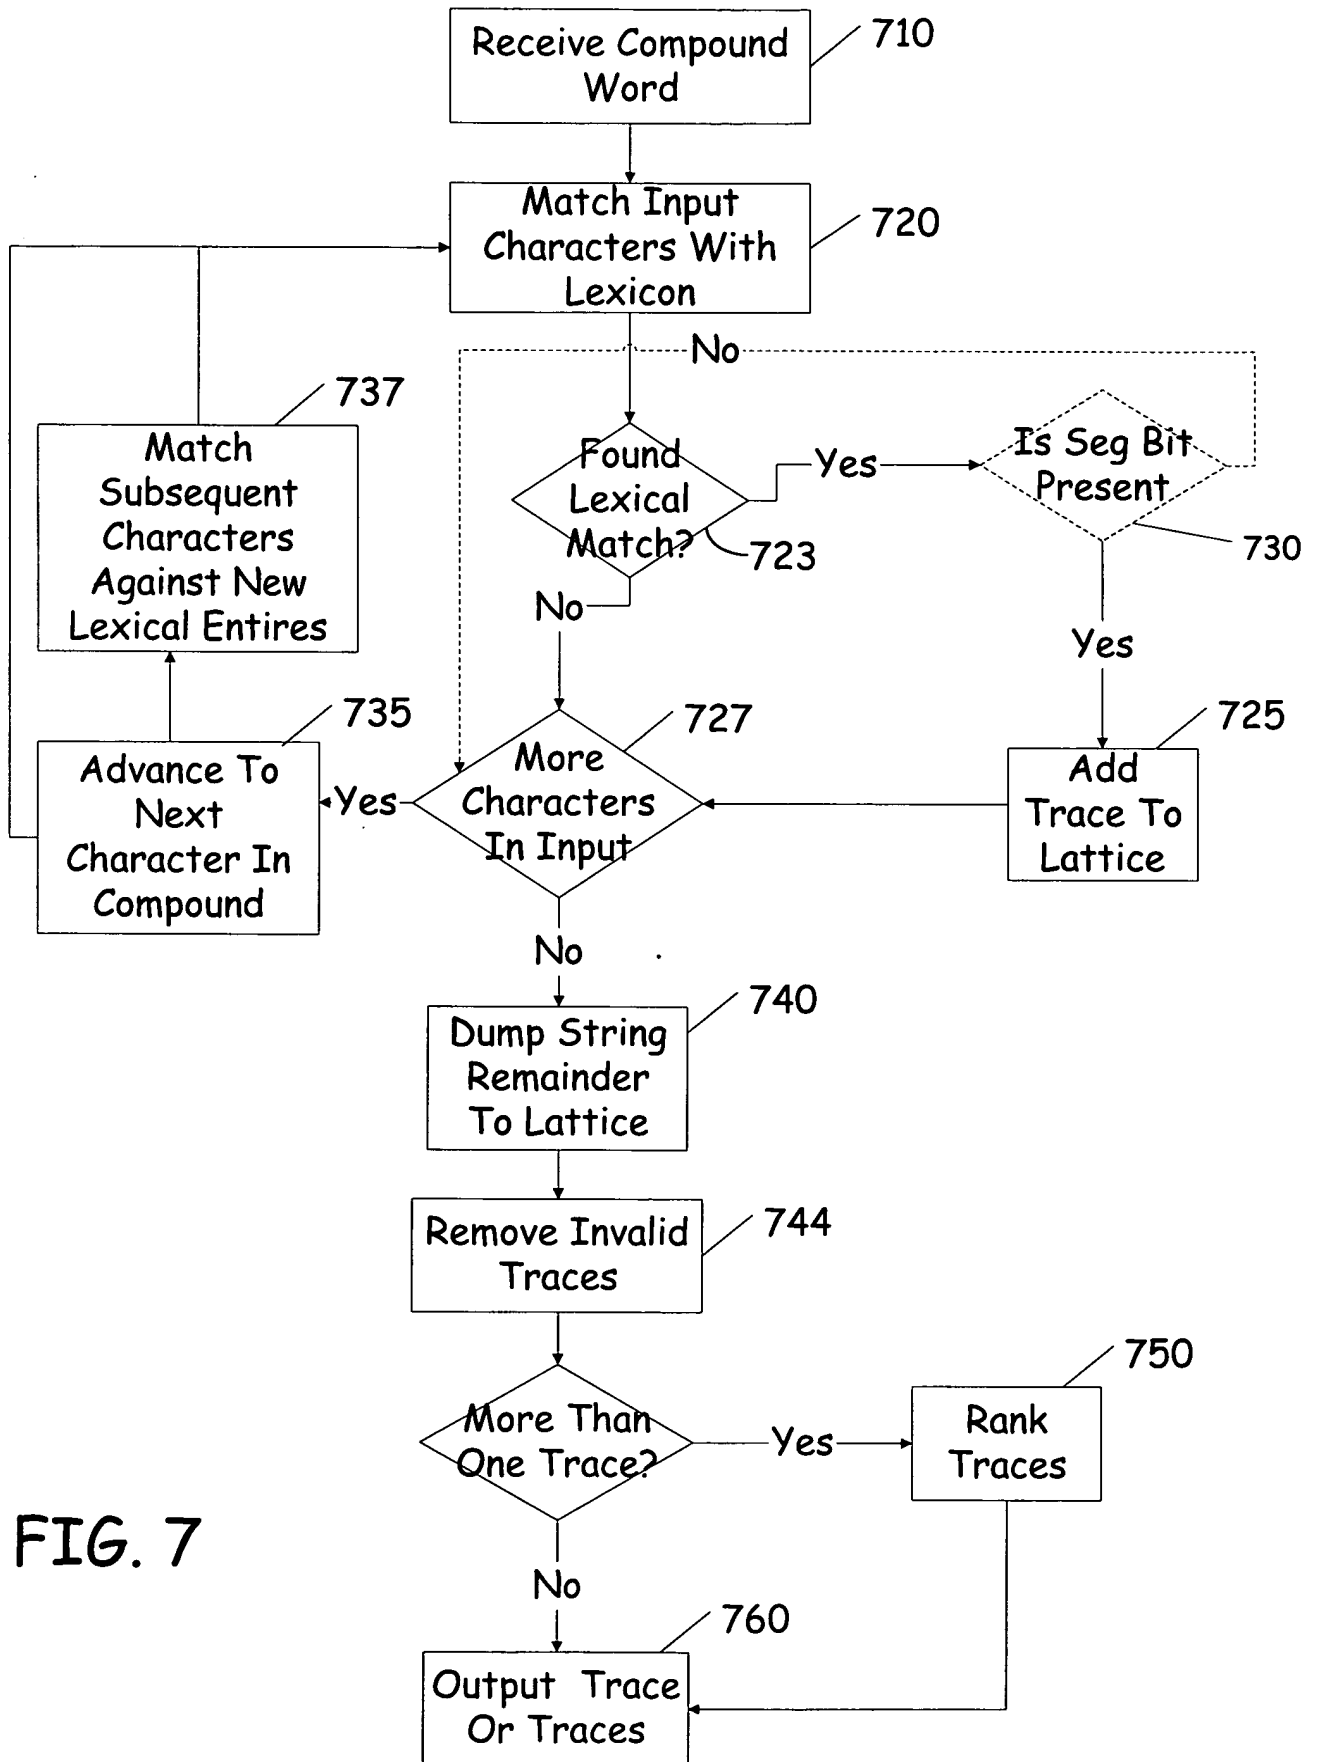 Receive Compound
Word
710
Match Input
Characters With
Lexicon
720
No
737
Match
Subsequent
Characters
Against New
Lexical Entires
Found
Lexical
Match?
723
Yes
Is Seg Bit
Present
730
No
Yes
735
Advance To
Next
Character In
Compound
Yes
727
More
Characters
In Input
725
Add
Trace To
Lattice
No
740
Dump String
Remainder
To Lattice
744
Remove Invalid
Traces
More Than
One Trace?
Yes
750
Rank
Traces
FIG. 7
No
760
Output Trace
Or Traces